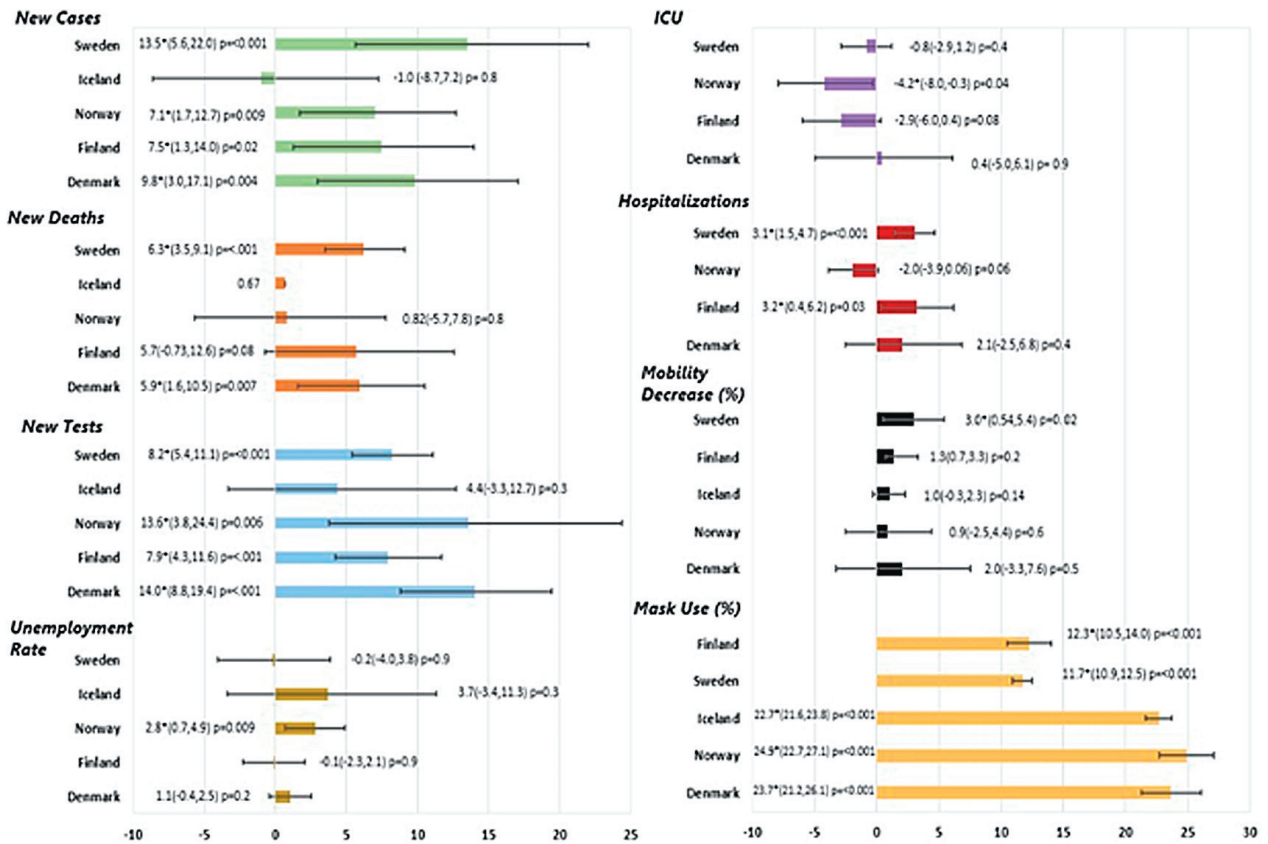 New Cases
Sweden 13.5*(5.6,22.0) p=<0.001
Iceland -1.0 (-8.7,7.2) p= 0.8
Norway 7.1*(1.7,12.7) p=0.009
Finland 7.5*(1.3,14.0) p=0.02
Denmark 9.8*(3.0,17.1) p=0.004
New Deaths
Sweden 6.3*(3.5,9.1) p=<.001
Iceland 0.67
Norway 0.82(-5.7,7.8) p=0.8
Finland 5.7(-0.73,12.6) p=0.08
Denmark 5.9*(1.6,10.5) p=0.007
New Tests
Sweden 8.2*(5.4,11.1) p=<0.001
Iceland 4.4(-3.3,12.7) p=0.3
Norway 13.6*(3.8,24.4) p=0.006
Finland 7.9*(4.3,11.6) p=<.001
Denmark 14.0*(8.8,19.4) p=<.001
Unemployment
Rate
Sweden -0.2(-4.0,3.8) p=0.9
Iceland 3.7(-3.4,11.3) p=0.3
Norway 2.8*(0.7,4.9) p=0.009
Finland -0.1(-2.3,2.1) p=0.9
Denmark 1.1(-0.4,2.5) p=0.2
-10 -5 0 5 10 15 20 25
ICU
Sweden -0.8(-2.9,1.2) p=0.4
Norway -4.2*(-8.0,-0.3) p=0.04
Finland -2.9(-6.0,0.4) p=0.08
Denmark 0.4(-5.0,6.1) p= 0.9
Hospitalizations
Sweden 3.1*(1.5,4.7) p=<0.001
Norway -2.0(-3.9,0.06) p=0.06
Finland 3.2*(0.4,6.2) p=0.03
Denmark 2.1(-2.5,6.8) p=0.4
Mobility
Decrease (%)
Sweden 3.0*(0.54,5.4) p=0.02
Finland 1.3(0.7,3.3) p=0.2
Iceland 1.0(-0.3,2.3) p=0.14
Norway 0.9(-2.5,4.4) p=0.6
Denmark 2.0(-3.3,7.6) p=0.5
Mask Use (%)
Finland 12.3*(10.5,14.0) p=<0.001
Sweden 11.7*(10.9,12.5) p=<0.001
Iceland 22.7*(21.6,23.8) p=<0.001
Norway 24.9*(22.7,27.1) p=<0.001
Denmark 23.7*(21.2,26.1) p=<0.001
-10 -5 0 5 10 15 20 25 30